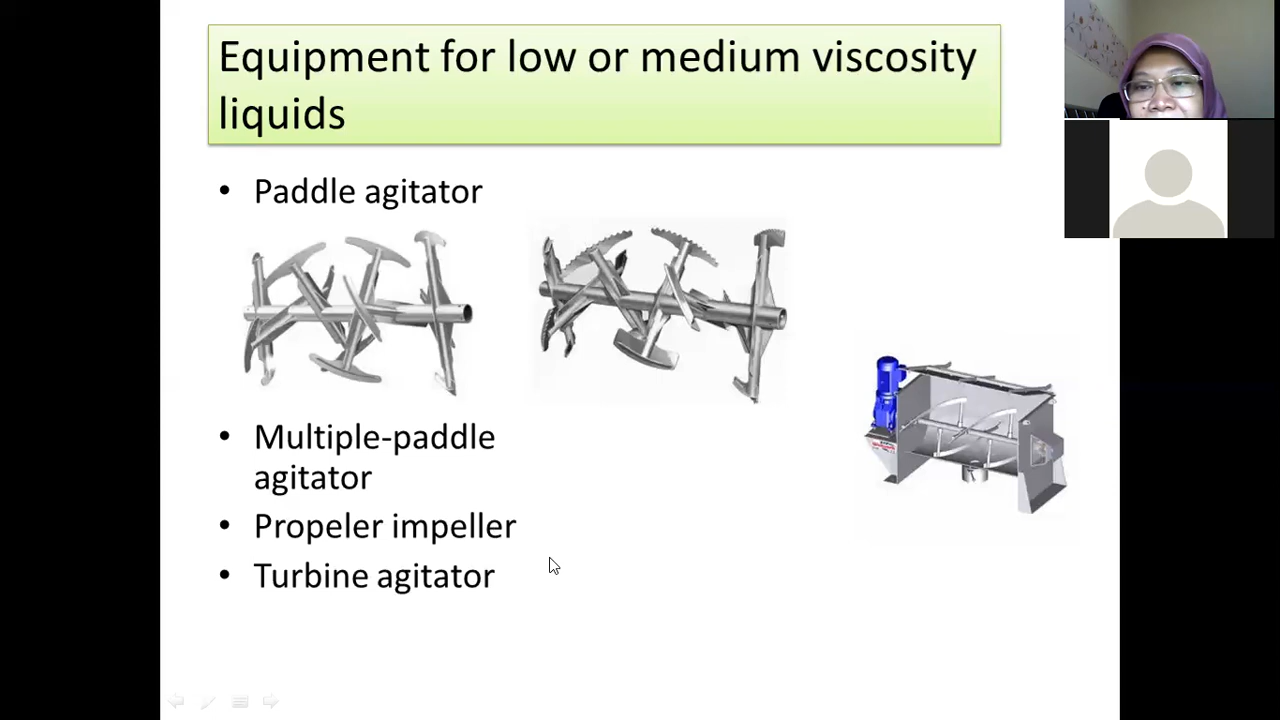 Equipment for low or medium viscosity
liquids
• Paddle agitator
• Multiple-paddle
agitator
• Propeler impeller
• Turbine agitator